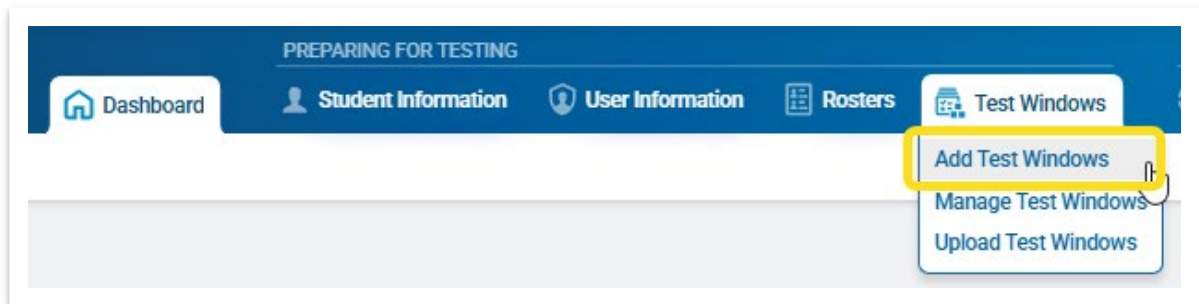 PREPARING FOR TESTING
Dashboard
Student Information
User Information
Rosters
Test Windows
Add Test Windows
Manage Test Windows
Upload Test Windows